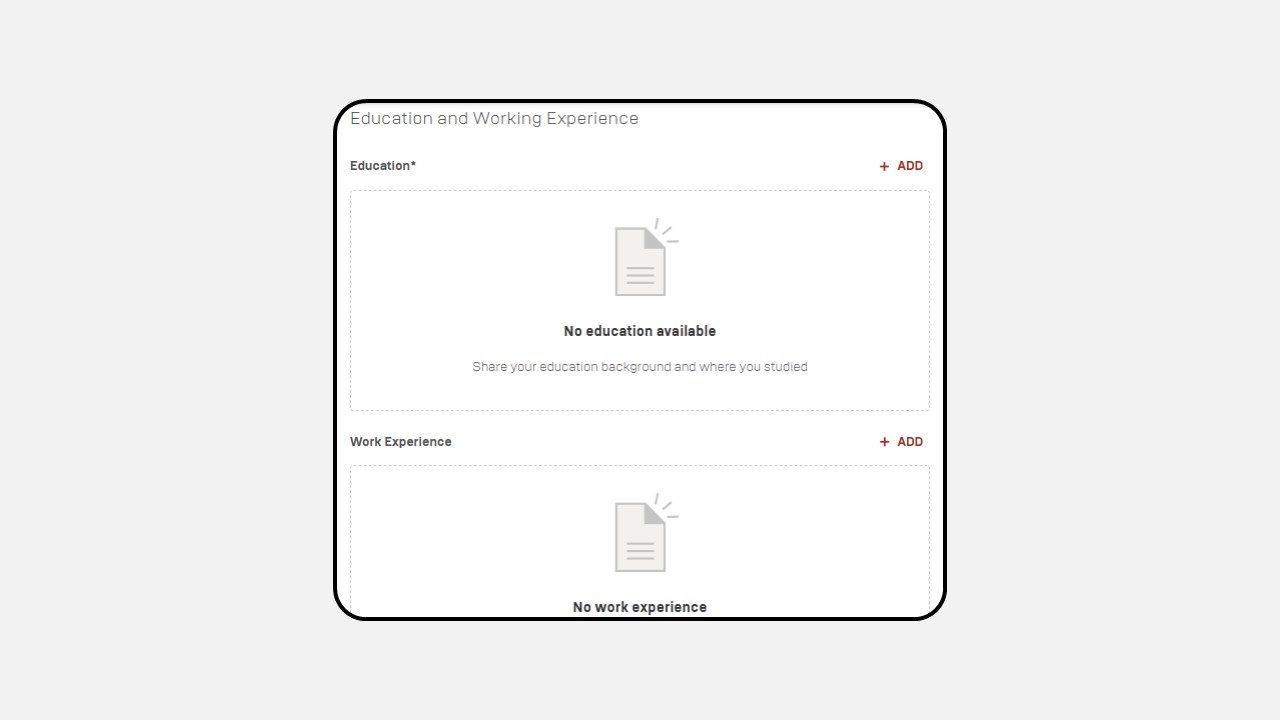 Education and Working Experience
Education*
+ ADD
No education available
Share your education background and where you studied
Work Experience
+ ADD
No work experience